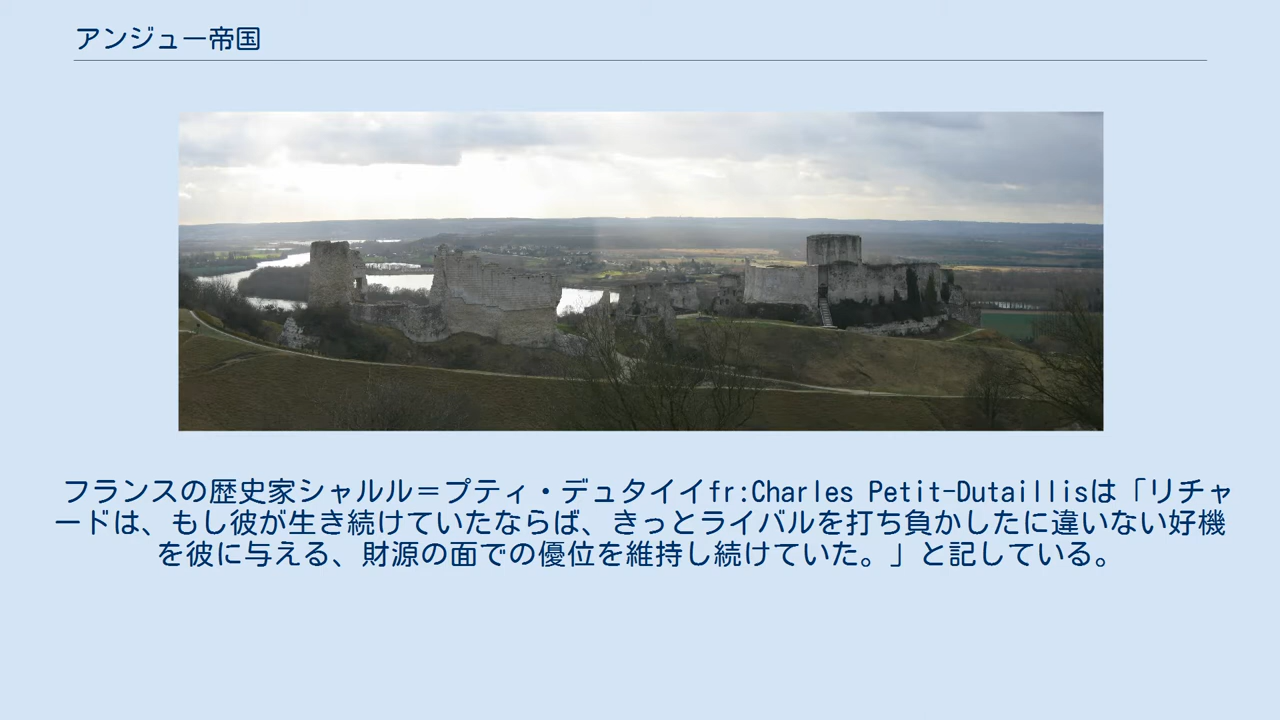 アンジュー帝国
フランスの歴史家シャルル＝プティ・デュタイイfr:Charles Petit-Dutaillisは「リチャ
ードは、もし彼が生き続けていたならば、きっとライバルを打ち負かしたに違いない好機
を彼に与える、財源の面での優位を維持し続けていた。」と記している。